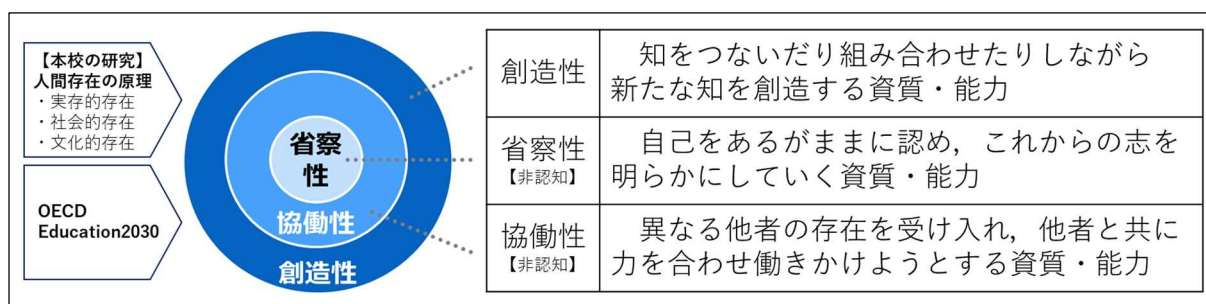 【本校の研究】
人間存在の原理
・実存的存在
・社会的存在
・文化的存在
OECD
Education2030
省察
性
協働性
創造性
創造性
知をつないだり組み合わせたりしながら
新たな知を創造する資質・能力
省察性
【非認知】
自己をあるがままに認め，これからの志を
明らかにしていく資質・能力
協働性
【非認知】
異なる他者の存在を受け入れ，他者と共に
力を合わせ働きかけようとする資質・能力